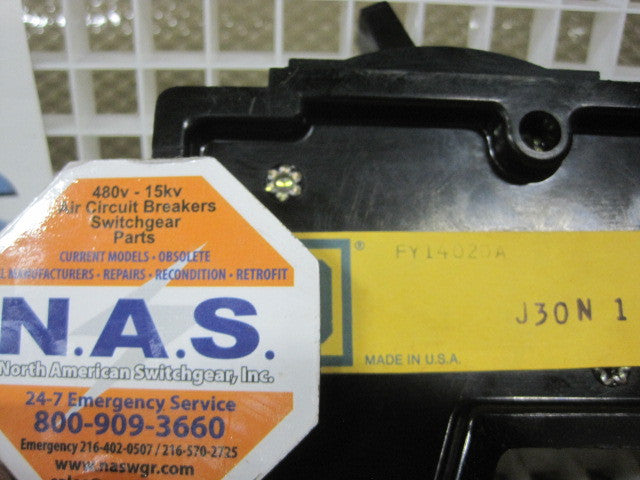 480v - 15kv
Air Circuit Breakers
Switchgear
Parts
CURRENT MODELS • OBSOLETE
MANUFACTURERS • REPAIRS • RECONDITION • RETROFIT
N.A.S.
North American Switchgear, Inc.
24-7 Emergency Service
800-909-3660
Emergency 216-402-0507 / 216-570-2725
www.naswgr.com
®
FY14020A
J30N 1
MADE IN U.S.A.